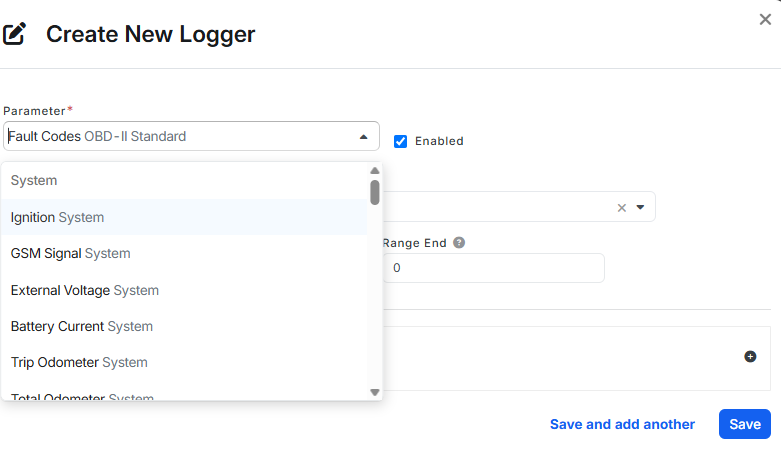 Create New Logger
Parameter*
Fault Codes OBD-II Standard
Enabled
System
Ignition System
GSM Signal System
External Voltage System
Battery Current System
Trip Odometer System
Total Odometer System
Range End
0
Save and add another
Save